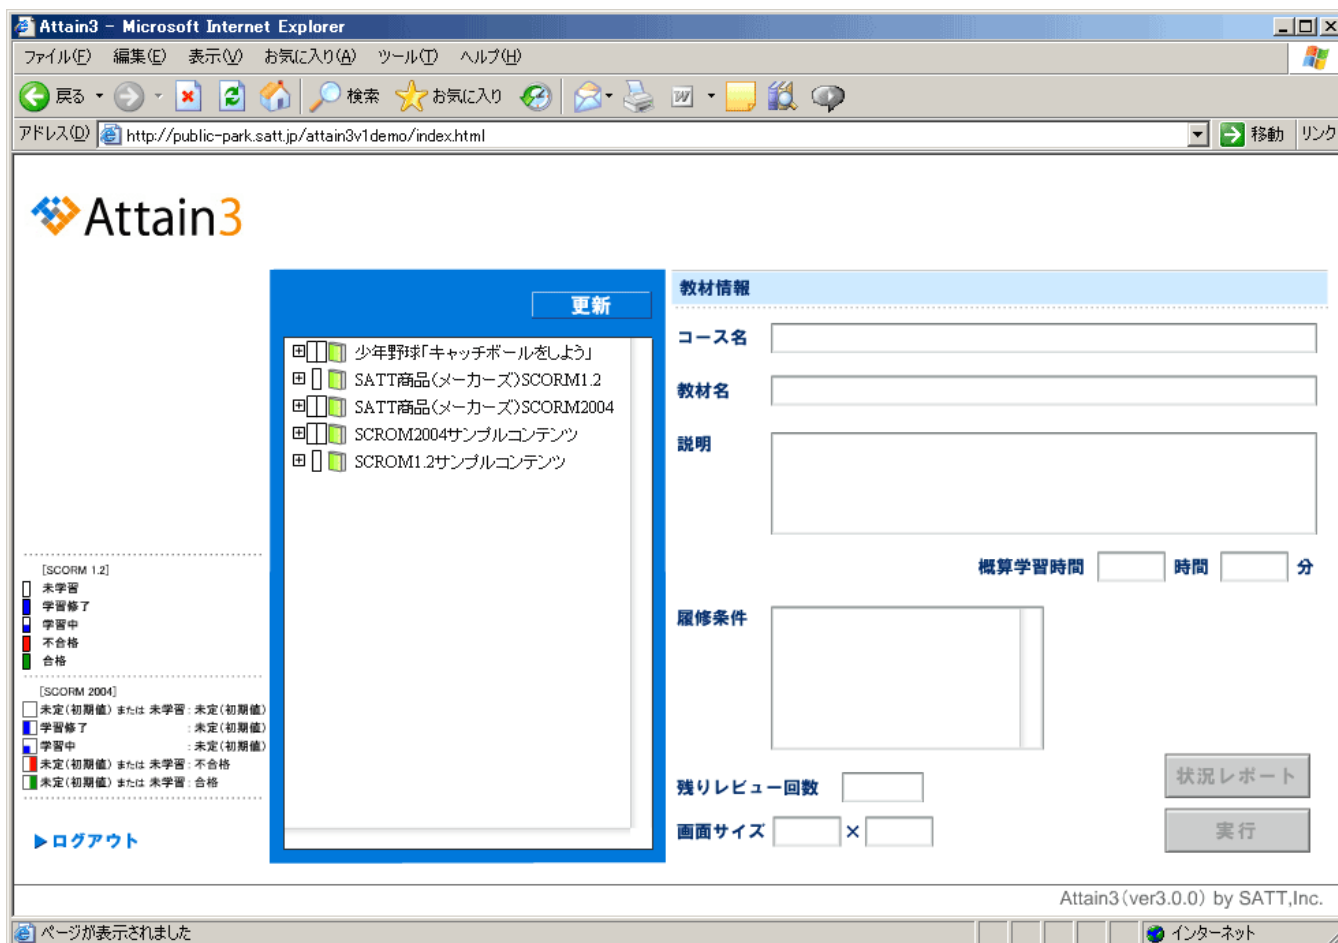 Attain3 - Microsoft Internet Explorer
ファイル(F) 編集(E) 表示(V) お気に入り(A) ツール(T) ヘルプ(H)
戻る 検索 お気に入り
アドレス(D) http://public-park.satt.jp/attain3v1demo/index.html 移動 リンク
Attain3
更新
少年野球「キャッチボールをしよう」
SATT商品(メーカーズ)SCORM1.2
SATT商品(メーカーズ)SCORM2004
SCROM2004サンプルコンテンツ
SCROM1.2サンプルコンテンツ
教材情報
コース名
教材名
説明
概算学習時間 時間 分
履修条件
残りレビュー回数
画面サイズ ×
状況レポート
実行
[SCORM 1.2]
未学習
学習修了
学習中
不合格
合格
[SCORM 2004]
未定(初期値) または 未学習 : 未定(初期値)
学習修了 : 未定(初期値)
学習中 : 未定(初期値)
未定(初期値) または 未学習 : 不合格
未定(初期値) または 未学習 : 合格
ログアウト
Attain3(ver3.0.0) by SATT,Inc.
ページが表示されました インターネット